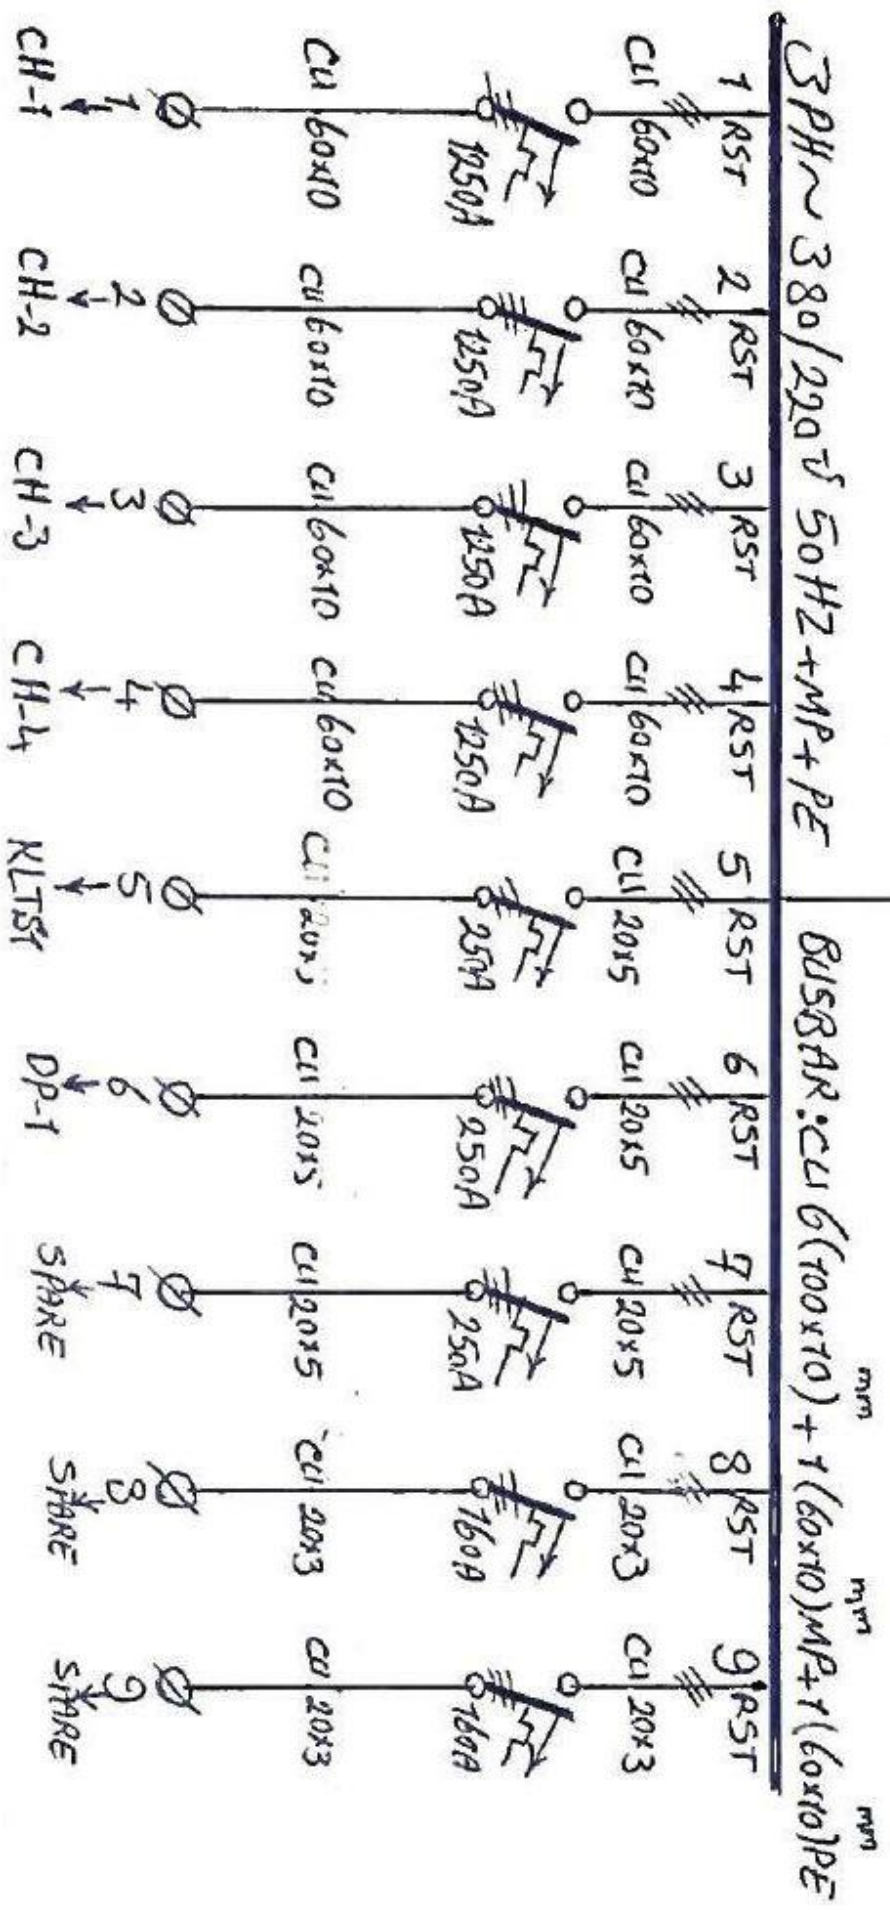 3PH~380/220V 50HZ+MP+PE
BUSBAR:CU 6(100x10)+1(60x10)MP+1(60x10)PE
mm mm mm
1 RST 2 RST 3 RST 4 RST 5 RST 6 RST 7 RST 8 RST 9 RST
CU 60x10 CU 60x10 CU 60x10 CU 60x10 CU 20x5 CU 20x5 CU 20x5 CU 20x3 CU 20x3
1250A 1250A 1250A 1250A 250A 250A 250A 160A 160A
CU 60x10 CU 60x10 CU 60x10 CU 60x10 CU 20x5 CU 20x5 CU 20x5 CU 20x3 CU 20x3
1 2 3 4 5 6 7 8 9
CH-1 CH-2 CH-3 CH-4 KLTS1 DP-1 SPARE SPARE SPARE